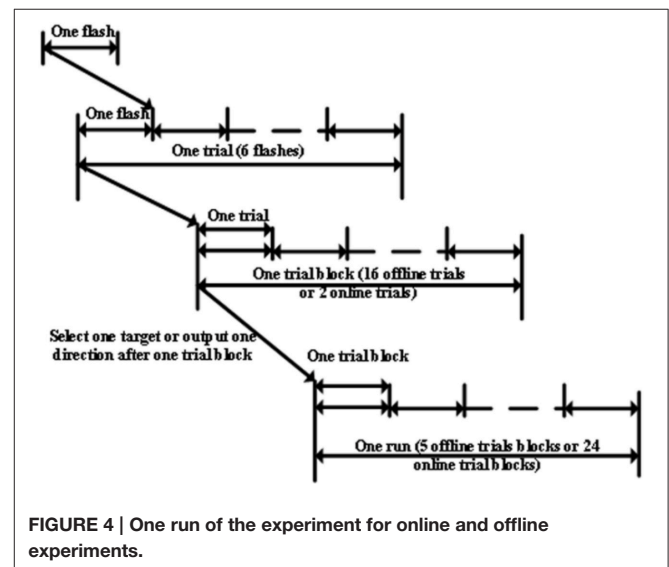 One flash
One flash
One trial (6 flashes)
One trial
One trial block (16 offline trials
or 2 online trials)
Select one target or output one
direction after one trial block
One trial block
One run (5 offline trials blocks or 24
online trial blocks)
FIGURE 4 | One run of the experiment for online and offline
experiments.